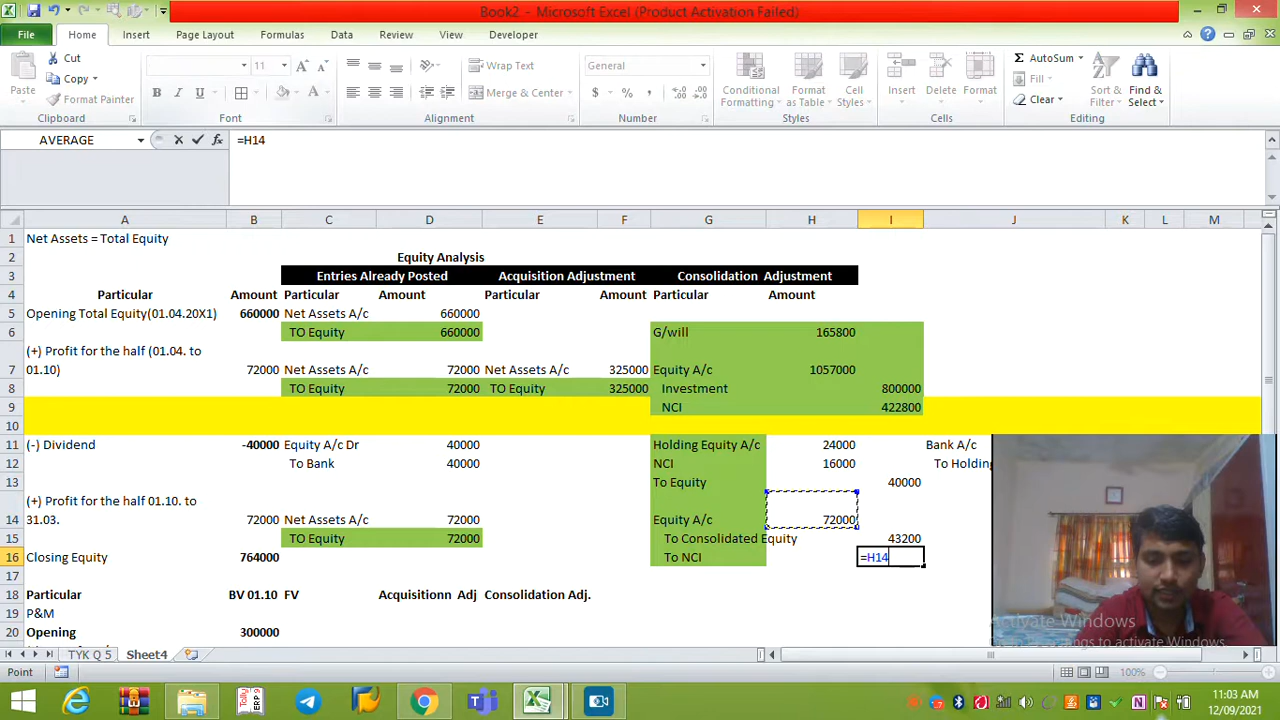 Book2 - Microsoft Excel (Product Activation Failed)
File Home Insert Page Layout Formulas Data Review View Developer
Cut
Copy
Format Painter
Paste
Clipboard
11
Font
Wrap Text
Merge & Center
Alignment
General
Number
Conditional Formatting
Format as Table
Cell Styles
Styles
Insert Delete Format
Cells
AutoSum
Fill
Clear
Sort & Filter
Find & Select
Editing
AVERAGE =H14
A B C D E F G H I J K L M
1 Net Assets = Total Equity
2 Equity Analysis
3 Entries Already Posted Acquisition Adjustment Consolidation Adjustment
4 Particular Amount Particular Amount Particular Amount Particular Amount
5 Opening Total Equity(01.04.20X1) 660000 Net Assets A/c 660000
6 TO Equity 660000 G/will 165800
(+) Profit for the half (01.04. to
7 01.10) 72000 Net Assets A/c 72000 Net Assets A/c 325000 Equity A/c 1057000
8 TO Equity 72000 TO Equity 325000 Investment 800000
9 NCI 422800
10
11 (-) Dividend -40000 Equity A/c Dr 40000 Holding Equity A/c 24000 Bank A/c
12 To Bank 40000 NCI 16000 To Holding
13 To Equity 40000
(+) Profit for the half 01.10. to
14 31.03. 72000 Net Assets A/c 72000 Equity A/c 72000
15 TO Equity 72000 To Consolidated Equity 43200
16 Closing Equity 764000 To NCI =H14
17
18 Particular BV 01.10 FV Acquisitionn Adj Consolidation Adj.
19 P&M
20 Opening 300000
Activate Windows
TYK Q 5 Sheet4
Point 100%
11:03 AM
12/09/2021